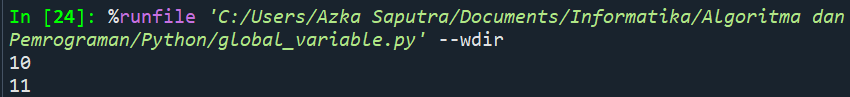 In [24]: %runfile 'C:/Users/Azka Saputra/Documents/Informatika/Algoritma dan
Pemrograman/Python/global_variable.py' --wdir
10
11